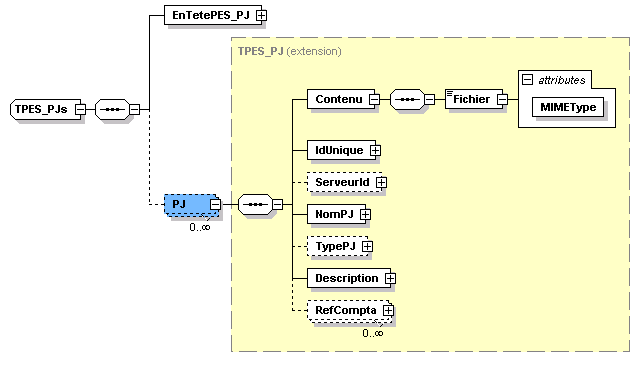 EnTetePES_PJ
TPES_PJ (extension)
TPES_PJs
attributes
Contenu
Fichier
MIMEType
IdUnique
ServeurId
PJ
NomPJ
0..∞
TypePJ
Description
RefCompta
0..∞